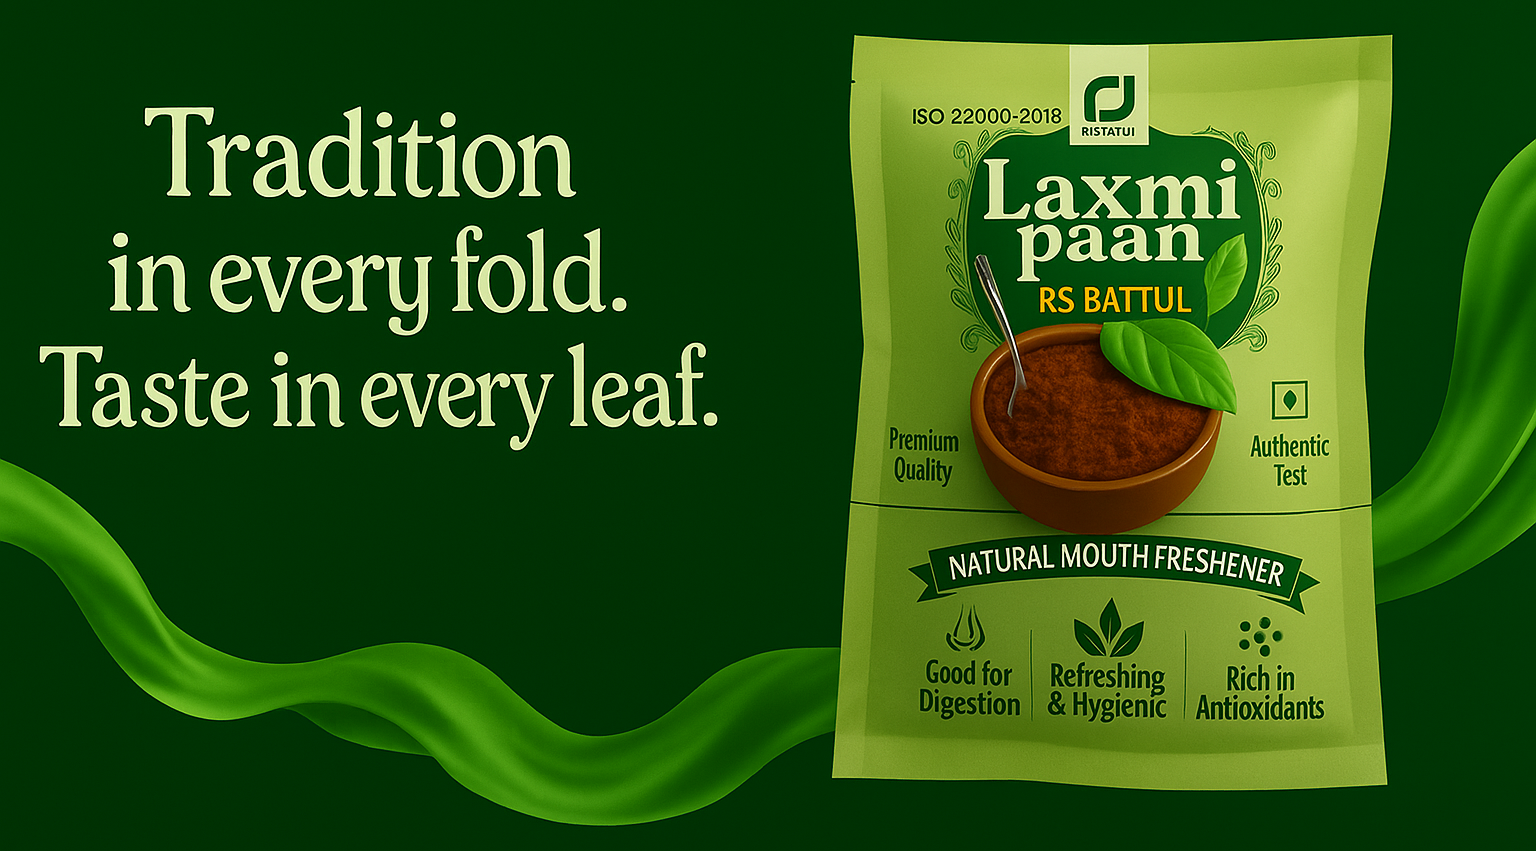 Tradition
in every fold.
Taste in every leaf.
ISO 22000-2018
RISTATUI
Laxmi
paan
RS BATTUL
Premium
Quality
Authentic
Test
NATURAL MOUTH FRESHENER
Good for
Digestion
Refreshing
& Hygienic
Rich in
Antioxidants